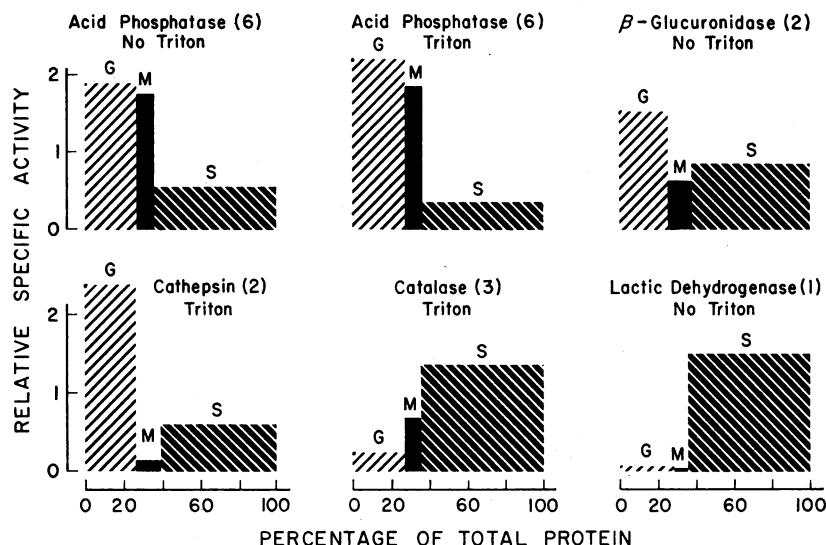 Acid Phosphatase (6)
No Triton
G
M
S
Acid Phosphatase (6)
Triton
G
M
S
β-Glucuronidase (2)
No Triton
G
M
S
2
1
0
RELATIVE SPECIFIC ACTIVITY
Cathepsin (2)
Triton
G
M
S
Catalase (3)
Triton
G
M
S
Lactic Dehydrogenase (1)
No Triton
G
M
S
2
1
0
0 20 60 100
0 20 60 100
0 20 60 100
PERCENTAGE OF TOTAL PROTEIN